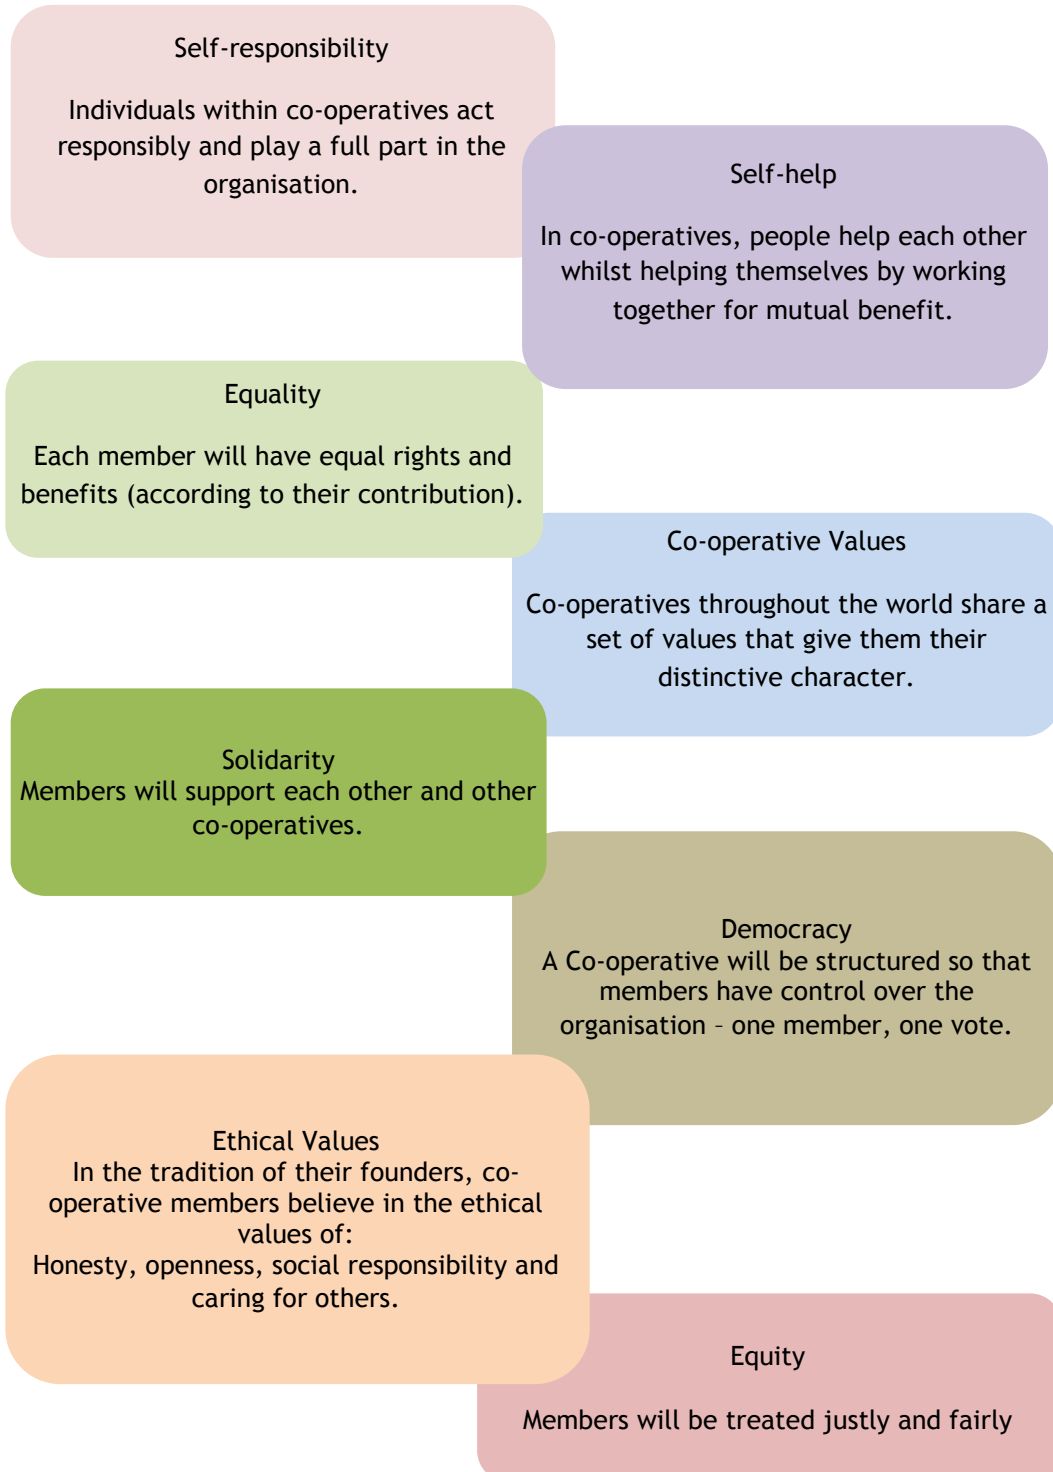 Self-responsibility
Individuals within co-operatives act
responsibly and play a full part in the
organisation.
Self-help
In co-operatives, people help each other
whilst helping themselves by working
together for mutual benefit.
Equality
Each member will have equal rights and
benefits (according to their contribution).
Co-operative Values
Co-operatives throughout the world share a
set of values that give them their
distinctive character.
Solidarity
Members will support each other and other
co-operatives.
Democracy
A Co-operative will be structured so that
members have control over the
organisation – one member, one vote.
Ethical Values
In the tradition of their founders, co-
operative members believe in the ethical
values of:
Honesty, openness, social responsibility and
caring for others.
Equity
Members will be treated justly and fairly